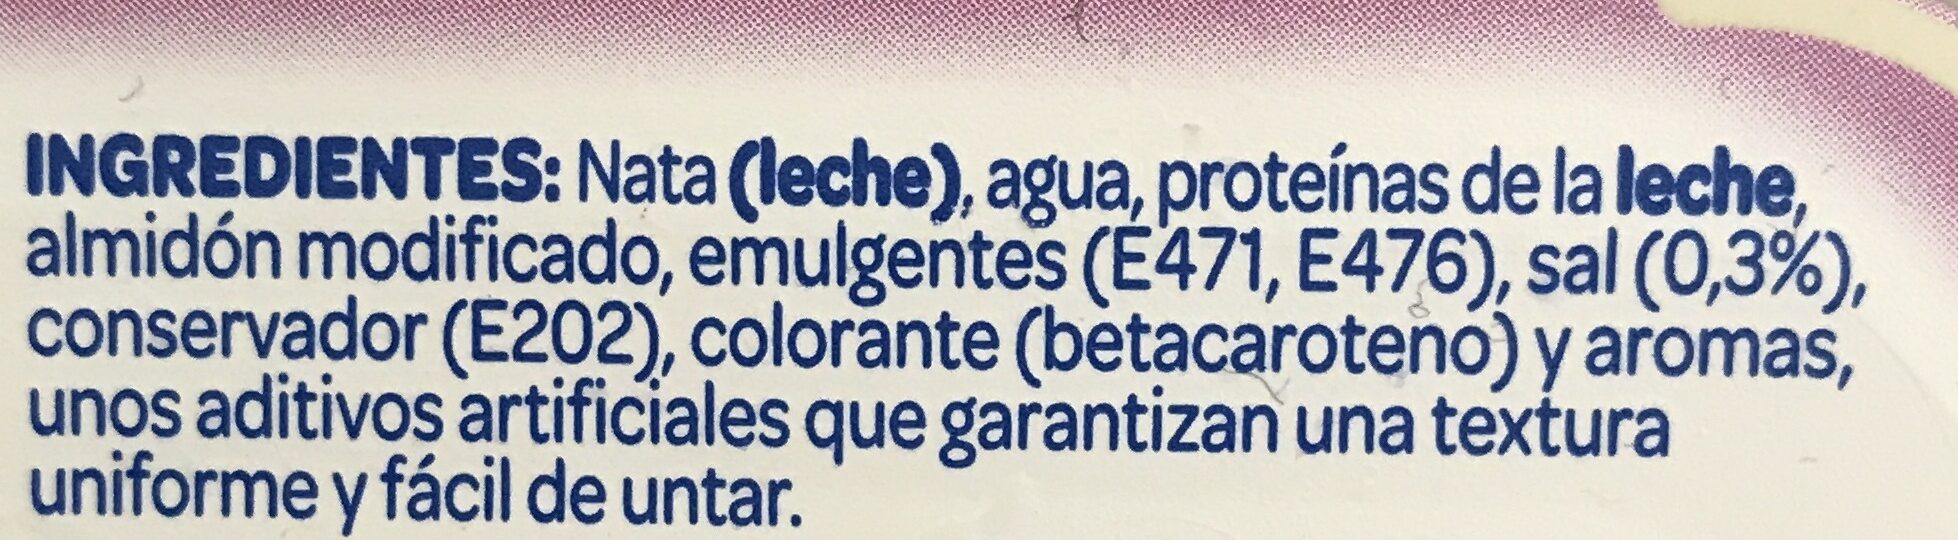 INGREDIENTES: Nata (leche), agua, proteínas de la leche,
almidón modificado, emulgentes (E471, E476), sal (0,3%),
conservador (E202), colorante (betacaroteno) y aromas,
unos aditivos artificiales que garantizan una textura
uniforme y fácil de untar.